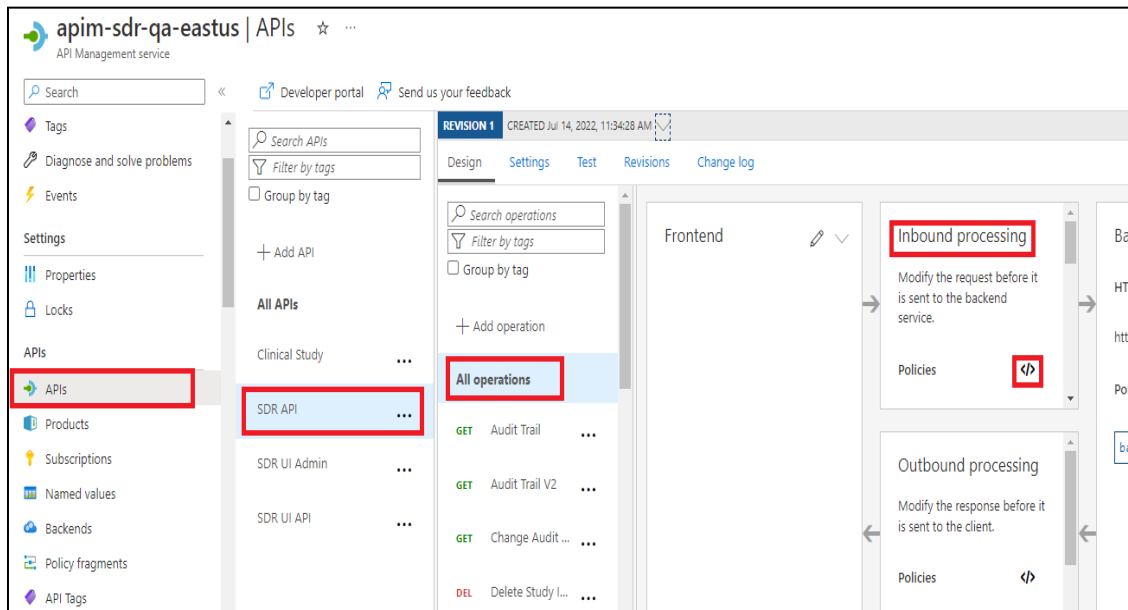 apim-sdr-qa-eastus | APIs ☆ ...
API Management service
Search
«
Tags
Diagnose and solve problems
Events
Settings
Properties
Locks
APIs
APIs
Products
Subscriptions
Named values
Backends
Policy fragments
API Tags
Developer portal
Send us your feedback
Search APIs
Filter by tags
Group by tag
+ Add API
All APIs
Clinical Study ...
SDR API ...
SDR UI Admin ...
SDR UI API ...
REVISION 1 CREATED Jul 14, 2022, 11:34:28 AM
Design Settings Test Revisions Change log
Search operations
Filter by tags
Group by tag
+ Add operation
All operations
GET Audit Trail ...
GET Audit Trail V2 ...
GET Change Audit ... ...
DEL Delete Study I... ...
Frontend
Inbound processing
Modify the request before it
is sent to the backend
service.
Policies </>
Outbound processing
Modify the response before it
is sent to the client.
Policies </>